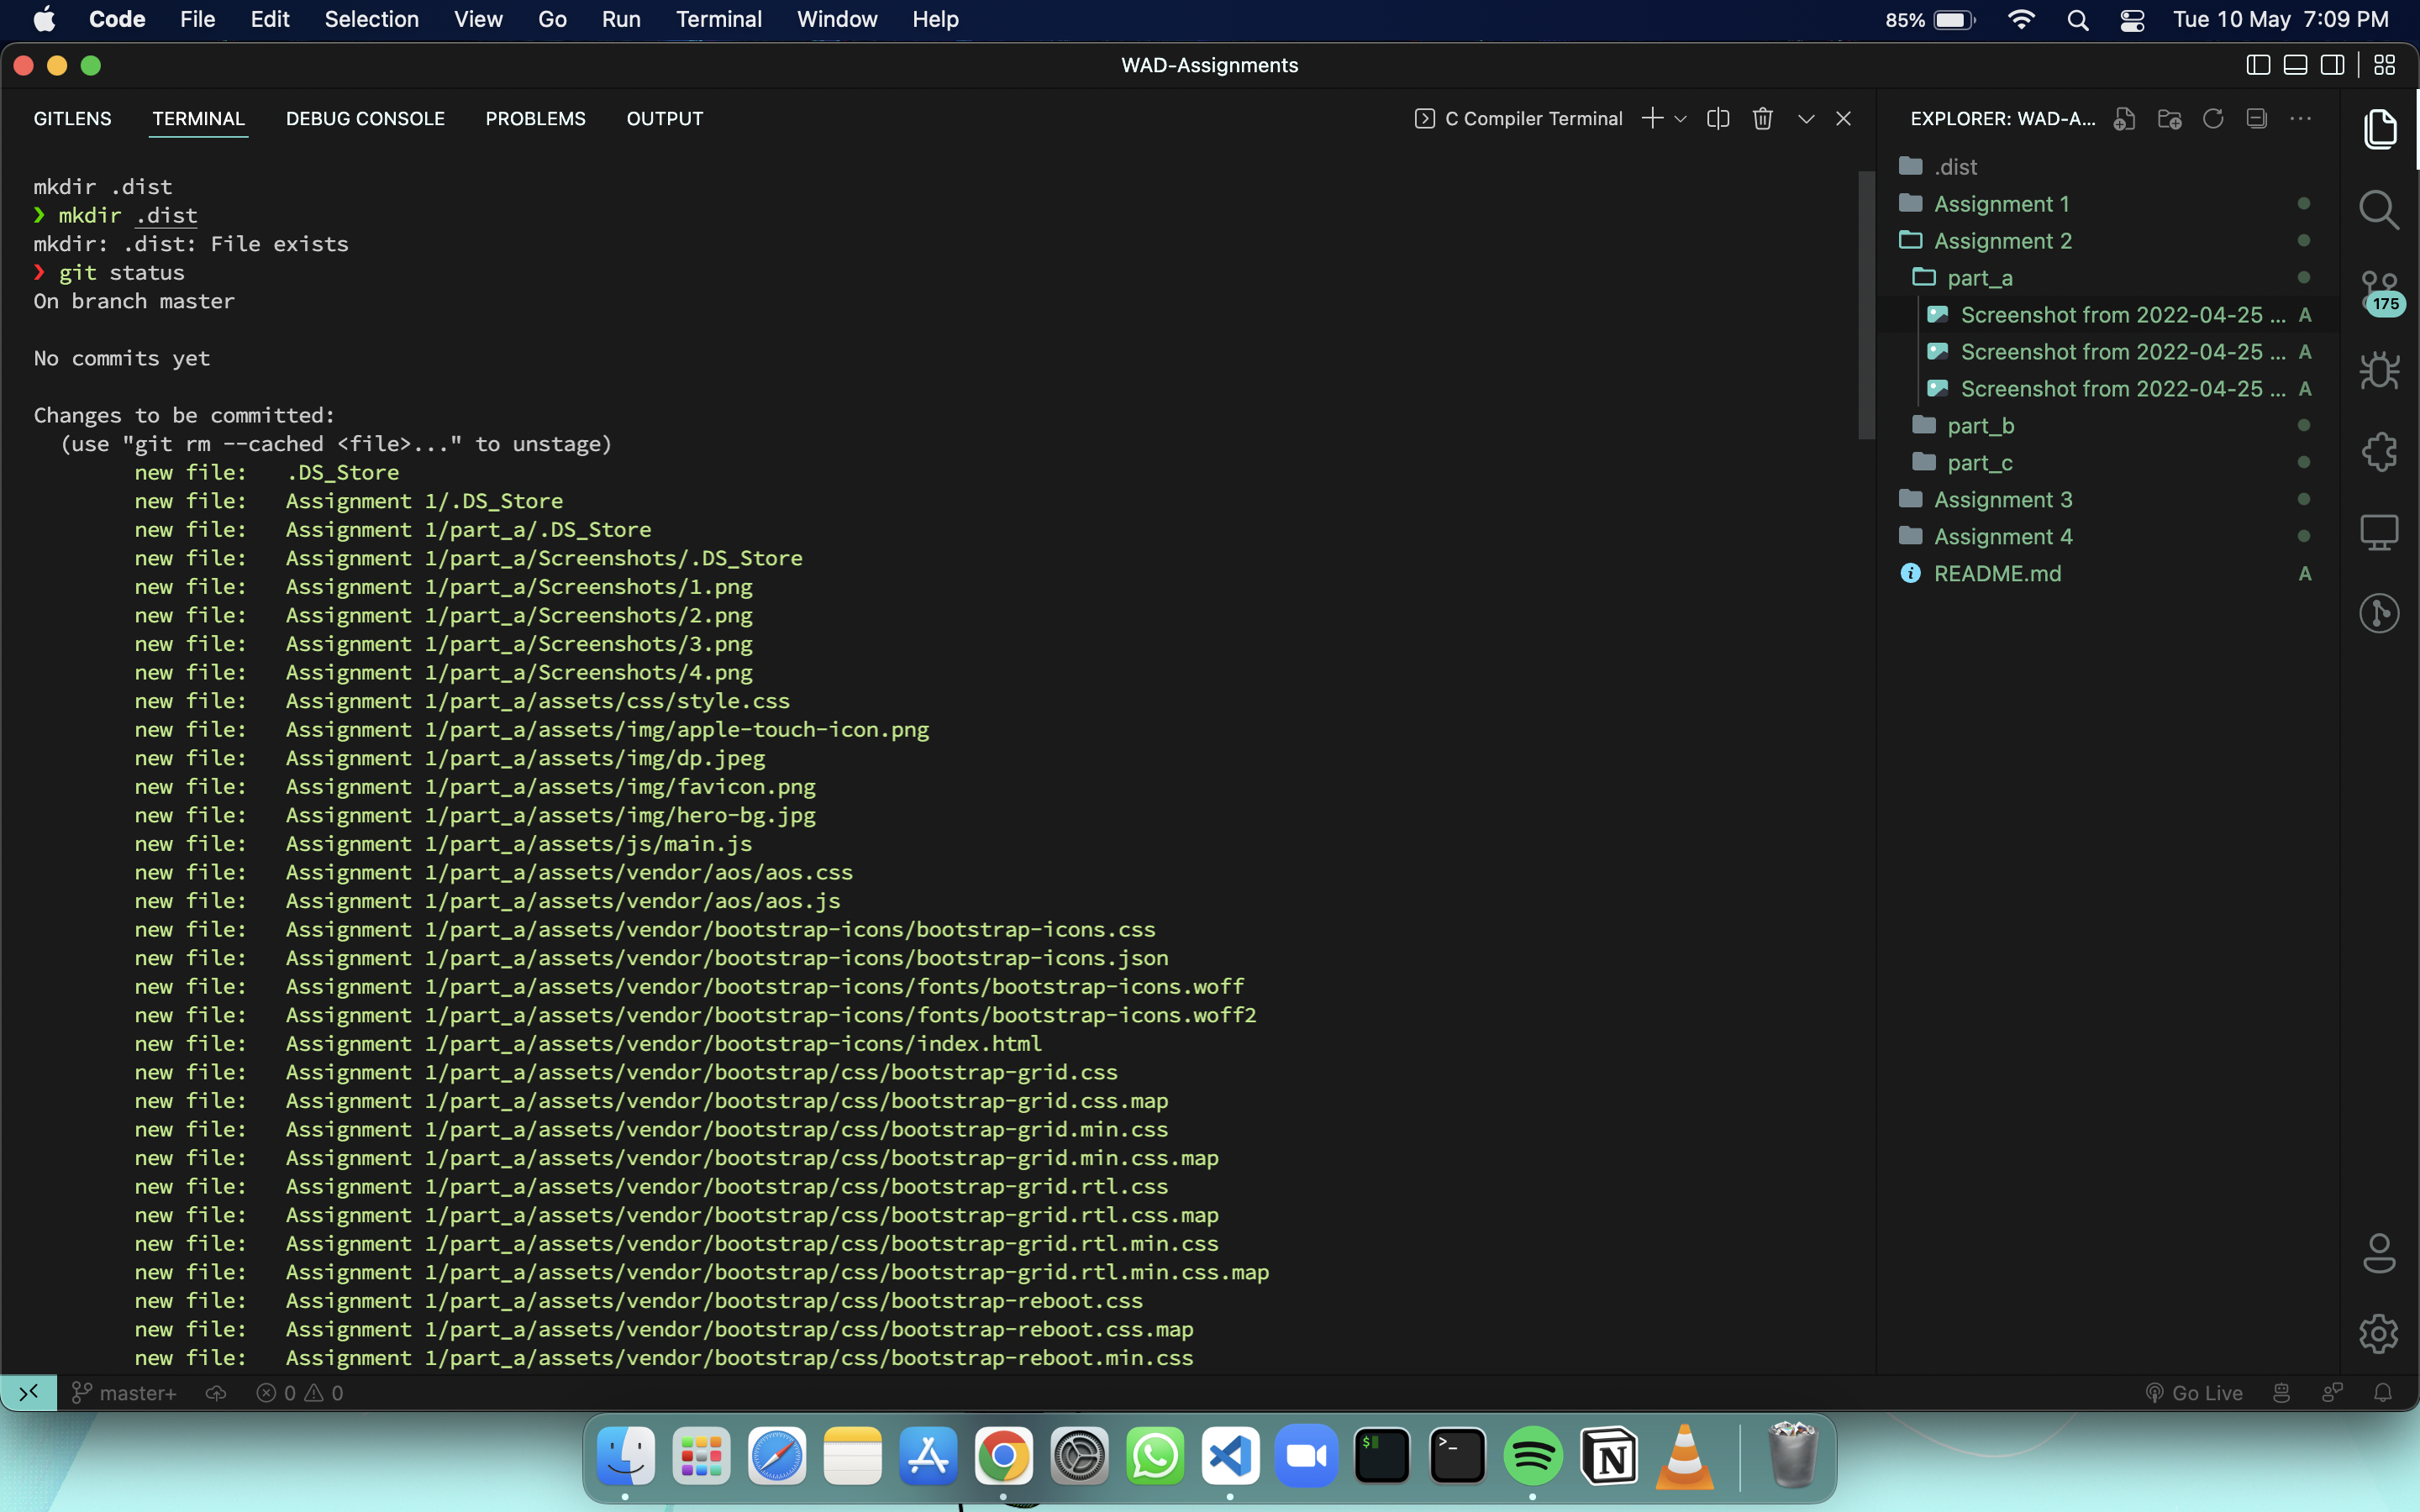 Code File Edit Selection View Go Run Terminal Window Help 85% Tue 10 May 7:09 PM
WAD-Assignments
GITLENS TERMINAL DEBUG CONSOLE PROBLEMS OUTPUT C Compiler Terminal
mkdir .dist
❯ mkdir .dist
mkdir: .dist: File exists
❯ git status
On branch master
No commits yet
Changes to be committed:
(use "git rm --cached <file>..." to unstage)
new file: .DS_Store
new file: Assignment 1/.DS_Store
new file: Assignment 1/part_a/.DS_Store
new file: Assignment 1/part_a/Screenshots/.DS_Store
new file: Assignment 1/part_a/Screenshots/1.png
new file: Assignment 1/part_a/Screenshots/2.png
new file: Assignment 1/part_a/Screenshots/3.png
new file: Assignment 1/part_a/Screenshots/4.png
new file: Assignment 1/part_a/assets/css/style.css
new file: Assignment 1/part_a/assets/img/apple-touch-icon.png
new file: Assignment 1/part_a/assets/img/dp.jpeg
new file: Assignment 1/part_a/assets/img/favicon.png
new file: Assignment 1/part_a/assets/img/hero-bg.jpg
new file: Assignment 1/part_a/assets/js/main.js
new file: Assignment 1/part_a/assets/vendor/aos/aos.css
new file: Assignment 1/part_a/assets/vendor/aos/aos.js
new file: Assignment 1/part_a/assets/vendor/bootstrap-icons/bootstrap-icons.css
new file: Assignment 1/part_a/assets/vendor/bootstrap-icons/bootstrap-icons.json
new file: Assignment 1/part_a/assets/vendor/bootstrap-icons/fonts/bootstrap-icons.woff
new file: Assignment 1/part_a/assets/vendor/bootstrap-icons/fonts/bootstrap-icons.woff2
new file: Assignment 1/part_a/assets/vendor/bootstrap-icons/index.html
new file: Assignment 1/part_a/assets/vendor/bootstrap/css/bootstrap-grid.css
new file: Assignment 1/part_a/assets/vendor/bootstrap/css/bootstrap-grid.css.map
new file: Assignment 1/part_a/assets/vendor/bootstrap/css/bootstrap-grid.min.css
new file: Assignment 1/part_a/assets/vendor/bootstrap/css/bootstrap-grid.min.css.map
new file: Assignment 1/part_a/assets/vendor/bootstrap/css/bootstrap-grid.rtl.css
new file: Assignment 1/part_a/assets/vendor/bootstrap/css/bootstrap-grid.rtl.css.map
new file: Assignment 1/part_a/assets/vendor/bootstrap/css/bootstrap-grid.rtl.min.css
new file: Assignment 1/part_a/assets/vendor/bootstrap/css/bootstrap-grid.rtl.min.css.map
new file: Assignment 1/part_a/assets/vendor/bootstrap/css/bootstrap-reboot.css
new file: Assignment 1/part_a/assets/vendor/bootstrap/css/bootstrap-reboot.css.map
new file: Assignment 1/part_a/assets/vendor/bootstrap/css/bootstrap-reboot.min.css
EXPLORER: WAD-A...
.dist
Assignment 1
Assignment 2
part_a
Screenshot from 2022-04-25 ... A
Screenshot from 2022-04-25 ... A
Screenshot from 2022-04-25 ... A
part_b
part_c
Assignment 3
Assignment 4
README.md A
175
master+ 0 0 Go Live